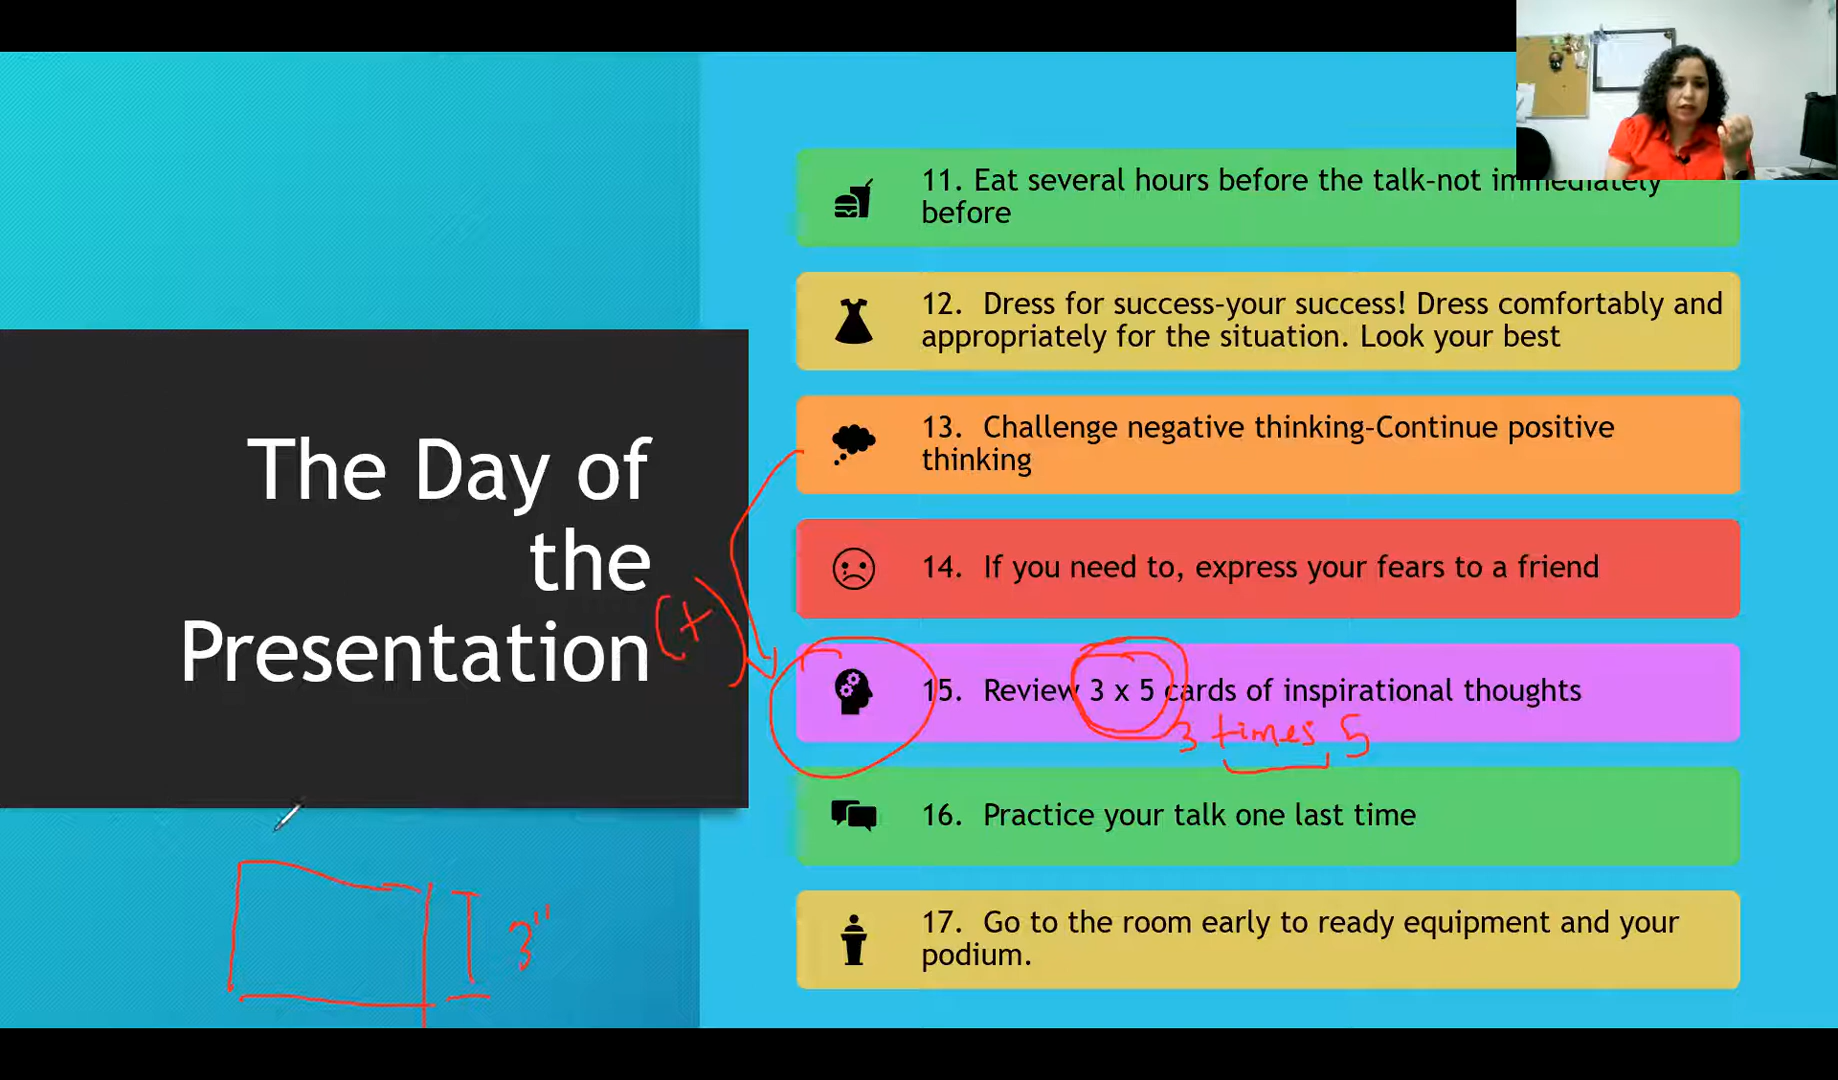 The Day of
the
Presentation
11. Eat several hours before the talk-not immediately
before
12. Dress for success-your success! Dress comfortably and
appropriately for the situation. Look your best
13. Challenge negative thinking-Continue positive
thinking
14. If you need to, express your fears to a friend
(+)
15. Review 3 x 5 cards of inspirational thoughts
3 times 5
16. Practice your talk one last time
17. Go to the room early to ready equipment and your
podium.
3"